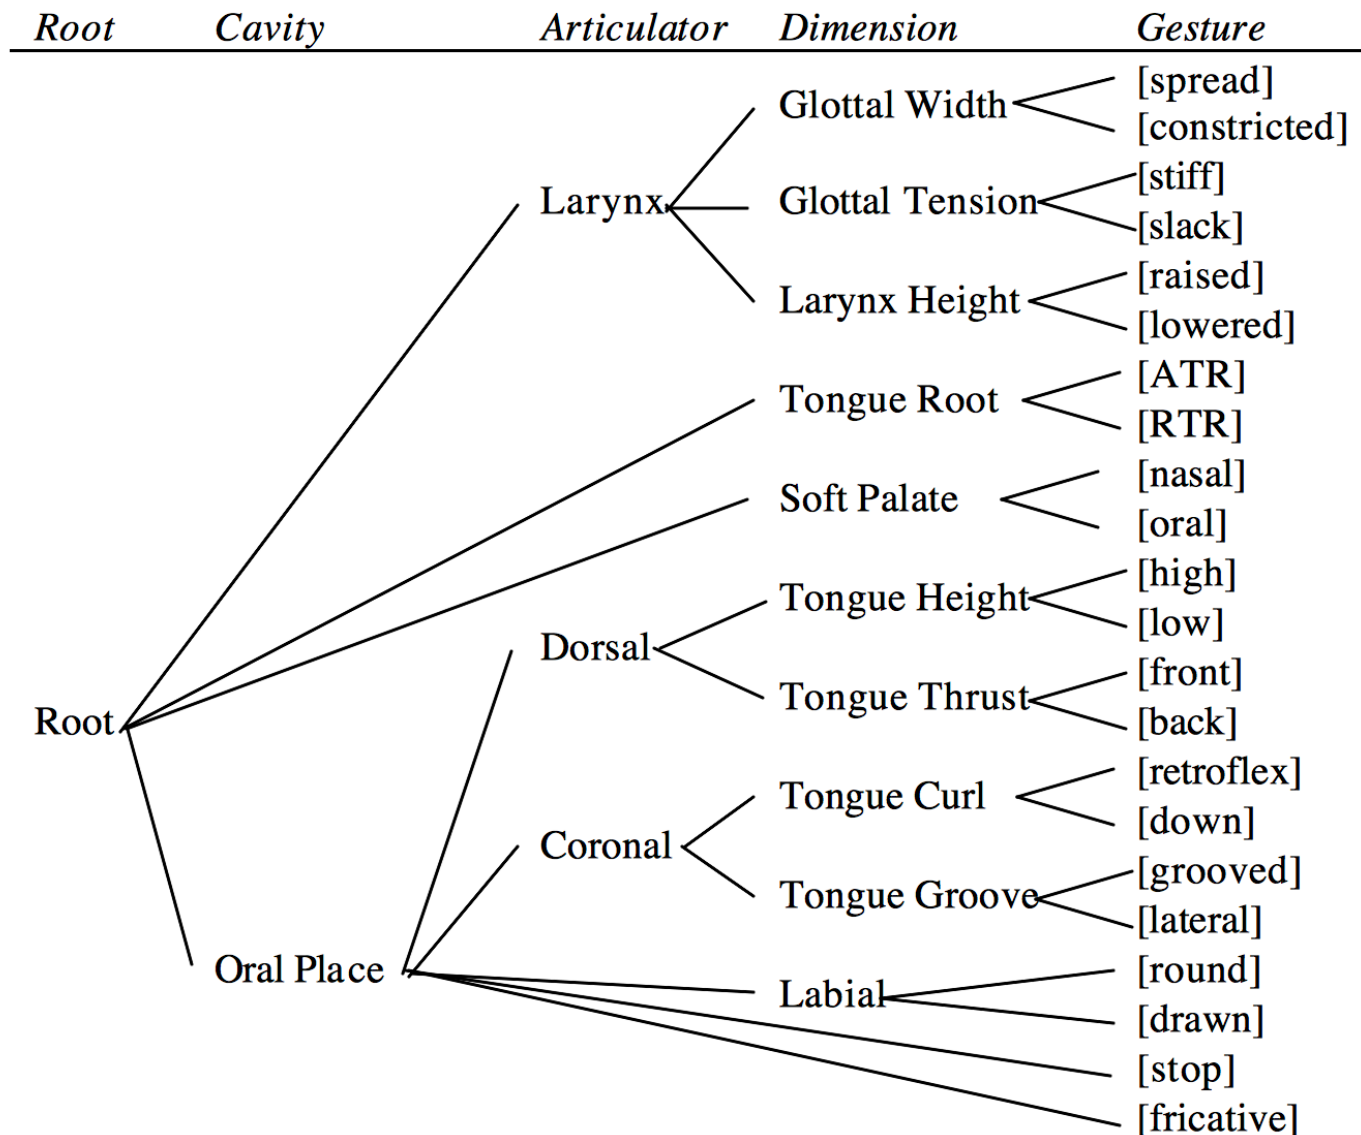 Root Cavity Articulator Dimension Gesture
[spread]
Glottal Width
[constricted]
[stiff]
Larynx Glottal Tension
[slack]
[raised]
Larynx Height
[lowered]
[ATR]
Tongue Root
[RTR]
[nasal]
Soft Palate
[oral]
[high]
Tongue Height
[low]
Dorsal
[front]
Tongue Thrust
[back]
Root
[retroflex]
Tongue Curl
[down]
Coronal
[grooved]
Tongue Groove
[lateral]
Oral Place
[round]
Labial
[drawn]
[stop]
[fricative]